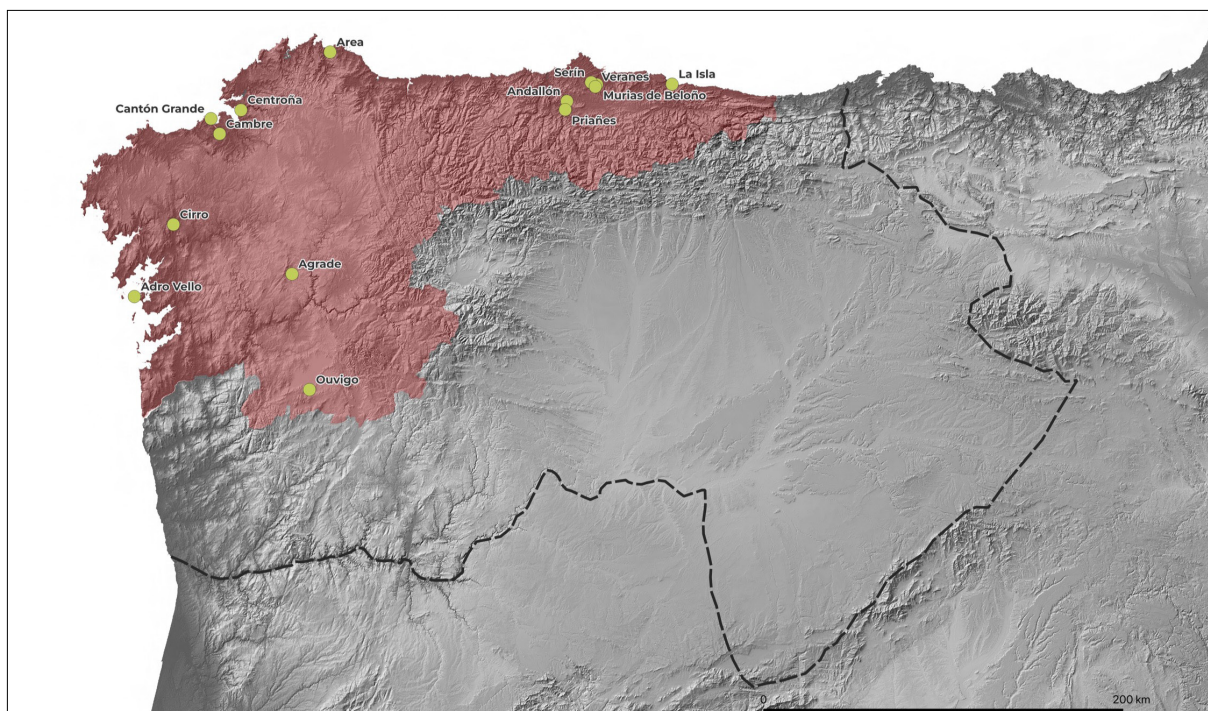 Area
Serín
Veranes
La Isla
Andallón
Murias de Beloño
Cantón Grande
Centroña
Priañes
Cambre
Cirro
Agrade
Adro Vello
Ouvigo
0
200 km